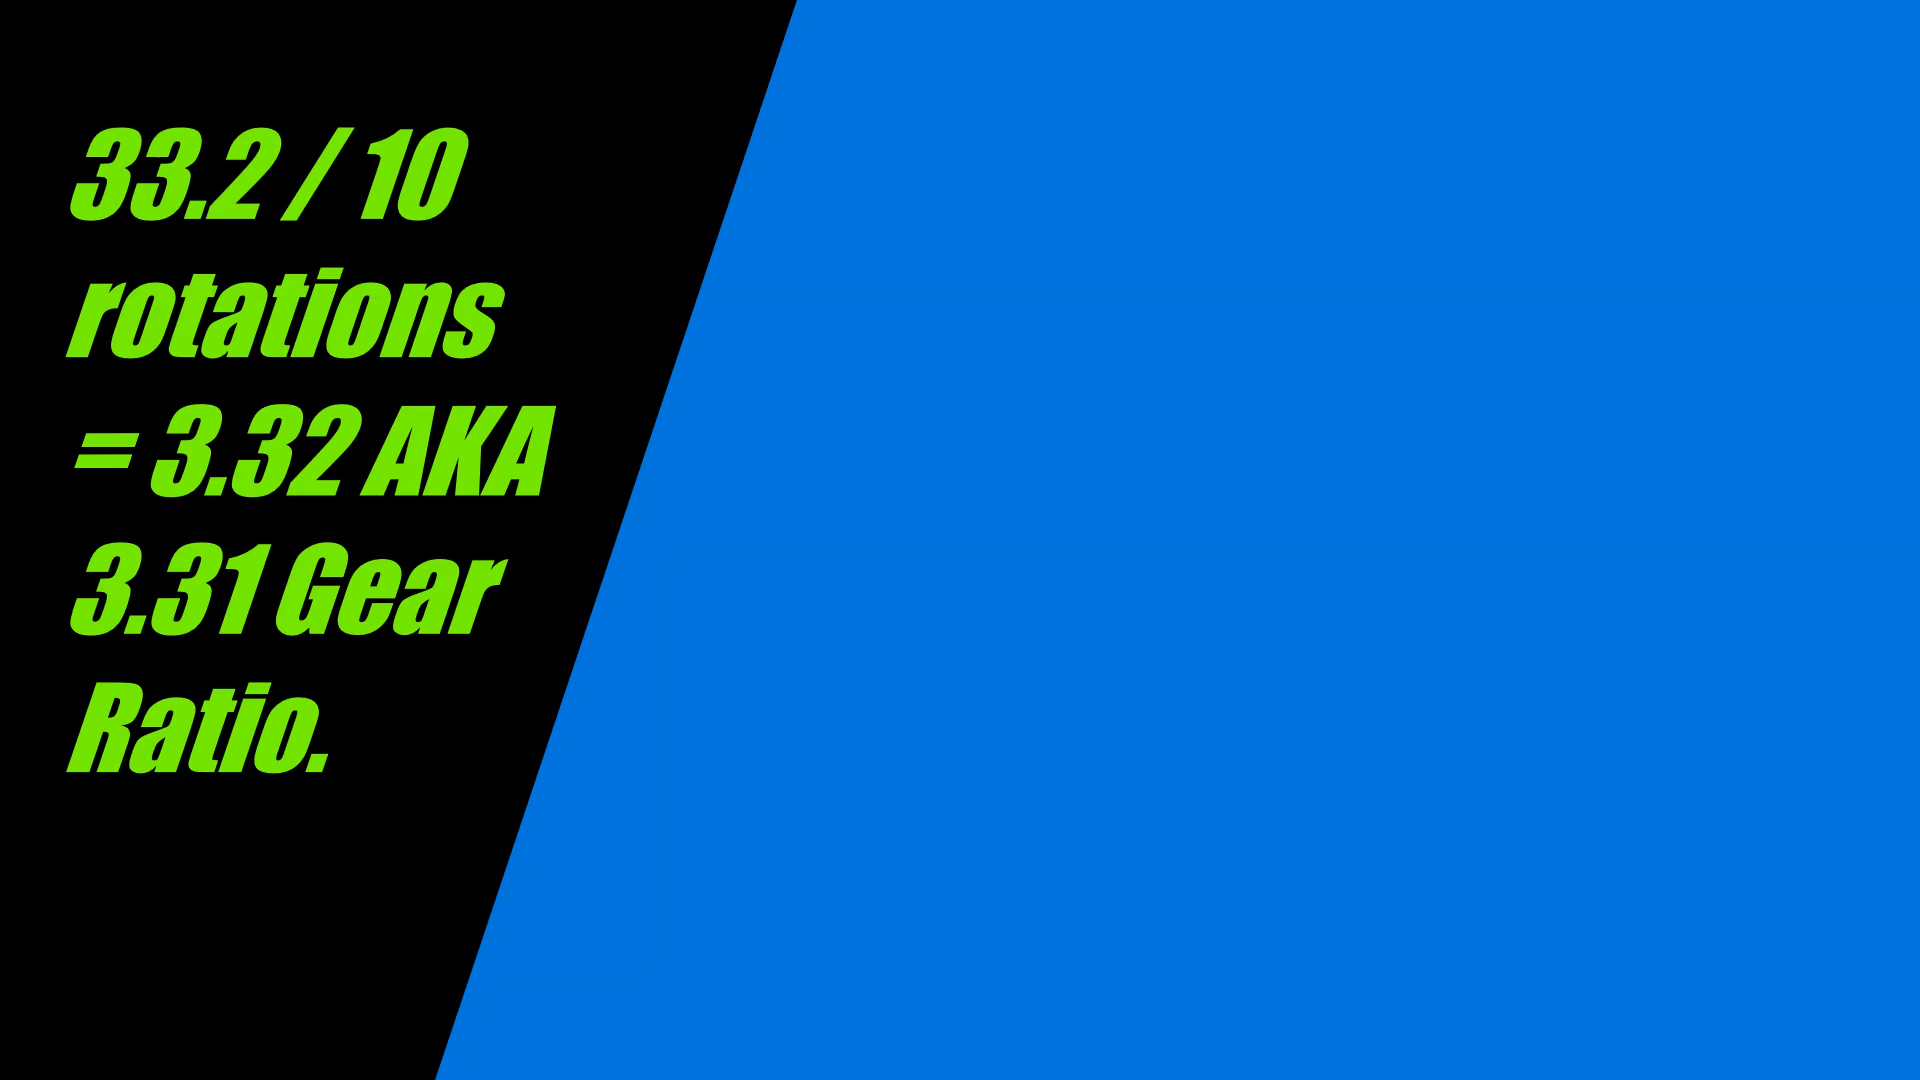 33.2 / 10
rotations
= 3.32 AKA
3.31 Gear
Ratio.